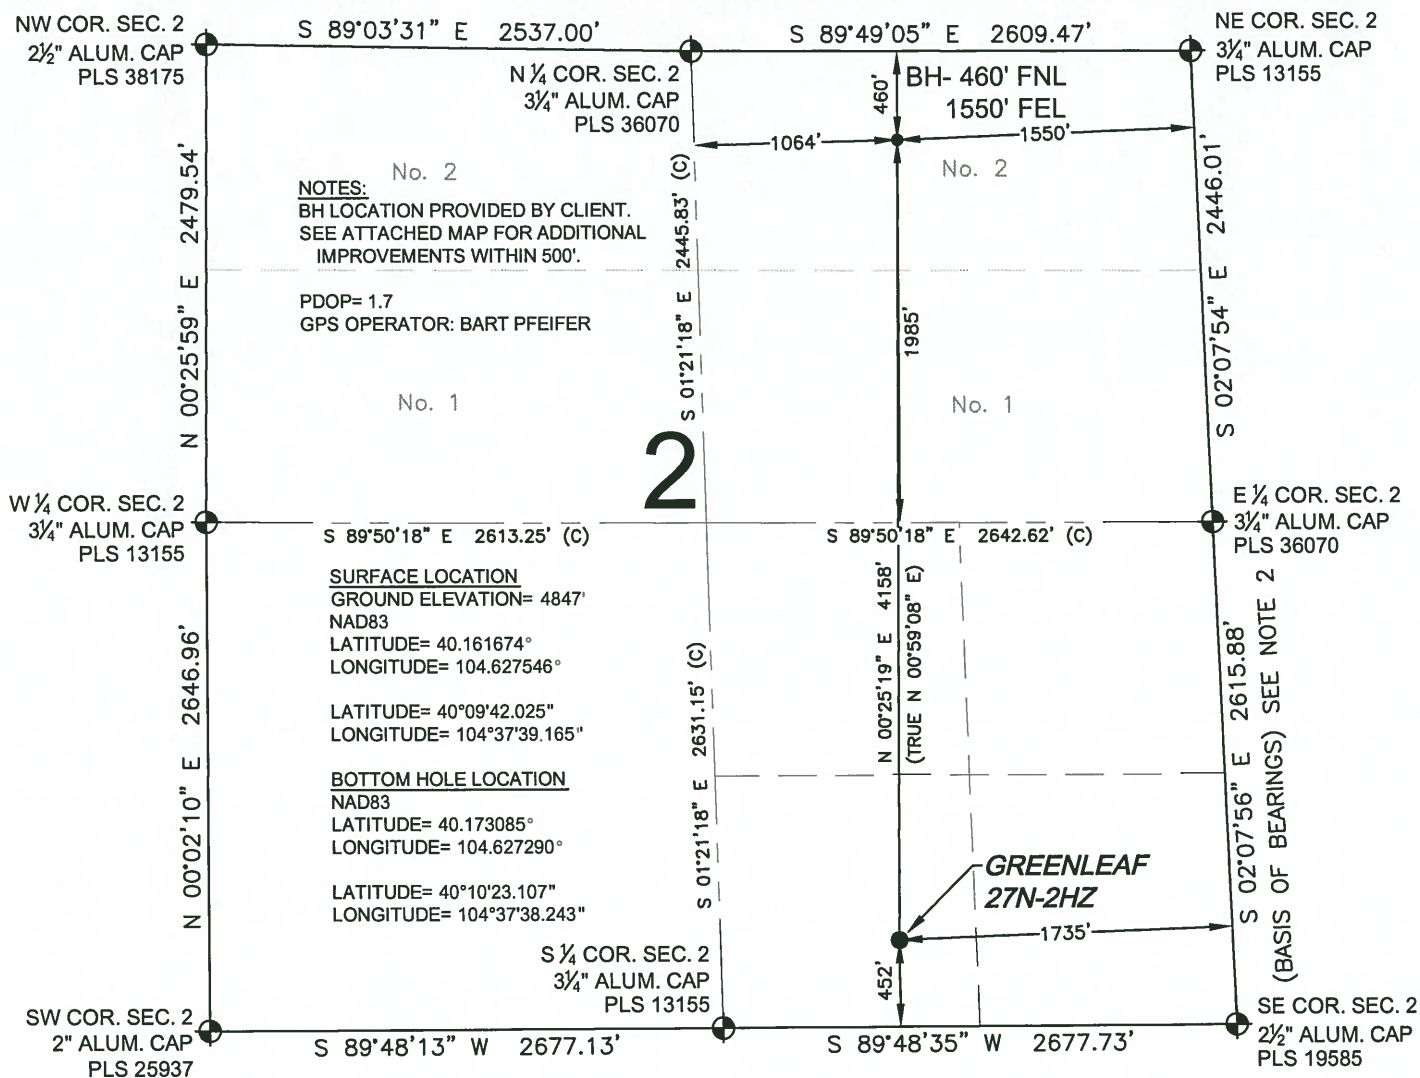 NW COR. SEC. 2
2½" ALUM. CAP
PLS 38175
S 89°03'31" E 2537.00'
S 89°49'05" E 2609.47'
NE COR. SEC. 2
3¼" ALUM. CAP
PLS 13155
N ¼ COR. SEC. 2
3¼" ALUM. CAP
PLS 36070
460'
BH- 460' FNL
1550' FEL
1064'
1550'
No. 2
No. 2
NOTES:
BH LOCATION PROVIDED BY CLIENT.
SEE ATTACHED MAP FOR ADDITIONAL
IMPROVEMENTS WITHIN 500'.
PDOP= 1.7
GPS OPERATOR: BART PFEIFER
N 00°25'59" E 2479.54'
S 01°21'18" E 2445.83' (C)
1985'
S 02°07'54" E 2446.01'
No. 1
No. 1
2
W ¼ COR. SEC. 2
3¼" ALUM. CAP
PLS 13155
E ¼ COR. SEC. 2
3¼" ALUM. CAP
PLS 36070
S 89°50'18" E 2613.25' (C)
S 89°50'18" E 2642.62' (C)
SURFACE LOCATION
GROUND ELEVATION= 4847'
NAD83
LATITUDE= 40.161674°
LONGITUDE= 104.627546°
LATITUDE= 40°09'42.025"
LONGITUDE= 104°37'39.165"
BOTTOM HOLE LOCATION
NAD83
LATITUDE= 40.173085°
LONGITUDE= 104.627290°
LATITUDE= 40°10'23.107"
LONGITUDE= 104°37'38.243"
N 00°02'10" E 2646.96'
S 01°21'18" E 2631.15' (C)
N 00°25'19" E 4158'
(TRUE N 00°59'08" E)
S 02°07'56" E 2615.88'
(BASIS OF BEARINGS) SEE NOTE 2
GREENLEAF
27N-2HZ
1735'
452'
S ¼ COR. SEC. 2
3¼" ALUM. CAP
PLS 13155
SW COR. SEC. 2
2" ALUM. CAP
PLS 25937
S 89°48'13" W 2677.13'
S 89°48'35" W 2677.73'
SE COR. SEC. 2
2½" ALUM. CAP
PLS 19585